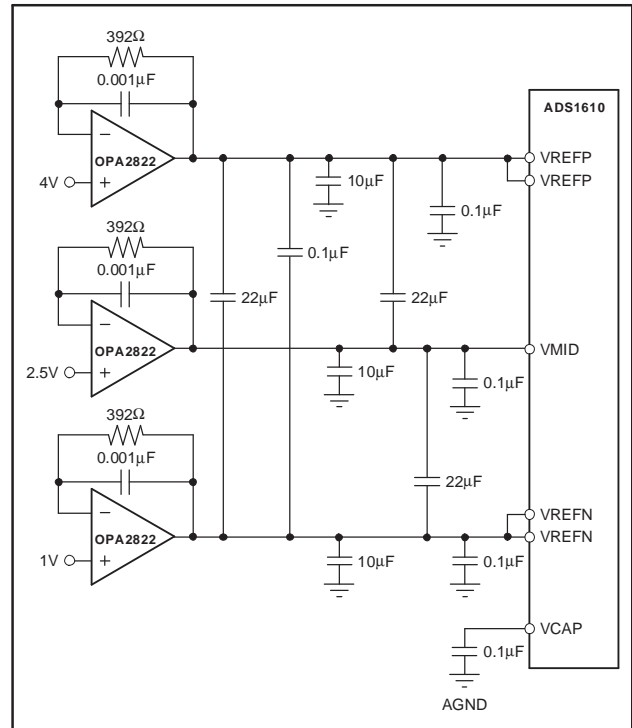 392Ω
0.001μF
ADS1610
OPA2822
VREFP
4V
10μF
VREFP
0.1μF
392Ω
0.1μF
0.001μF
22μF
22μF
OPA2822
VMID
2.5V
10μF
0.1μF
392Ω
0.001μF
22μF
VREFN
OPA2822
VREFN
1V
10μF
0.1μF
VCAP
0.1μF
AGND